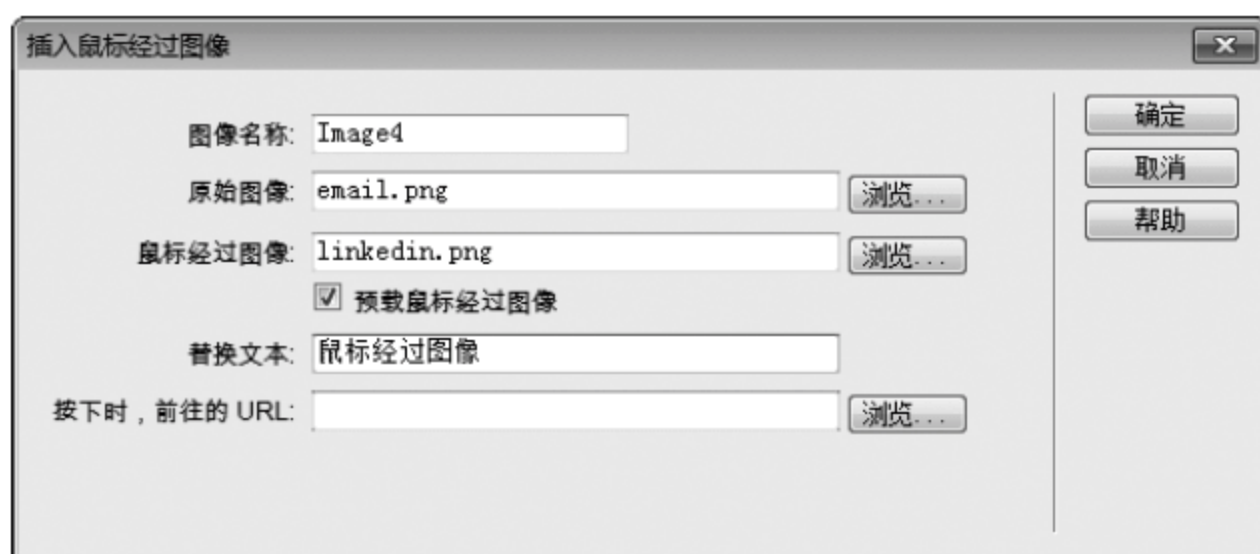 插入鼠标经过图像
图像名称: Image4
原始图像: email.png 浏览...
鼠标经过图像: linkedin.png 浏览...
预载鼠标经过图像
替换文本: 鼠标经过图像
按下时，前往的 URL: 浏览...
确定
取消
帮助